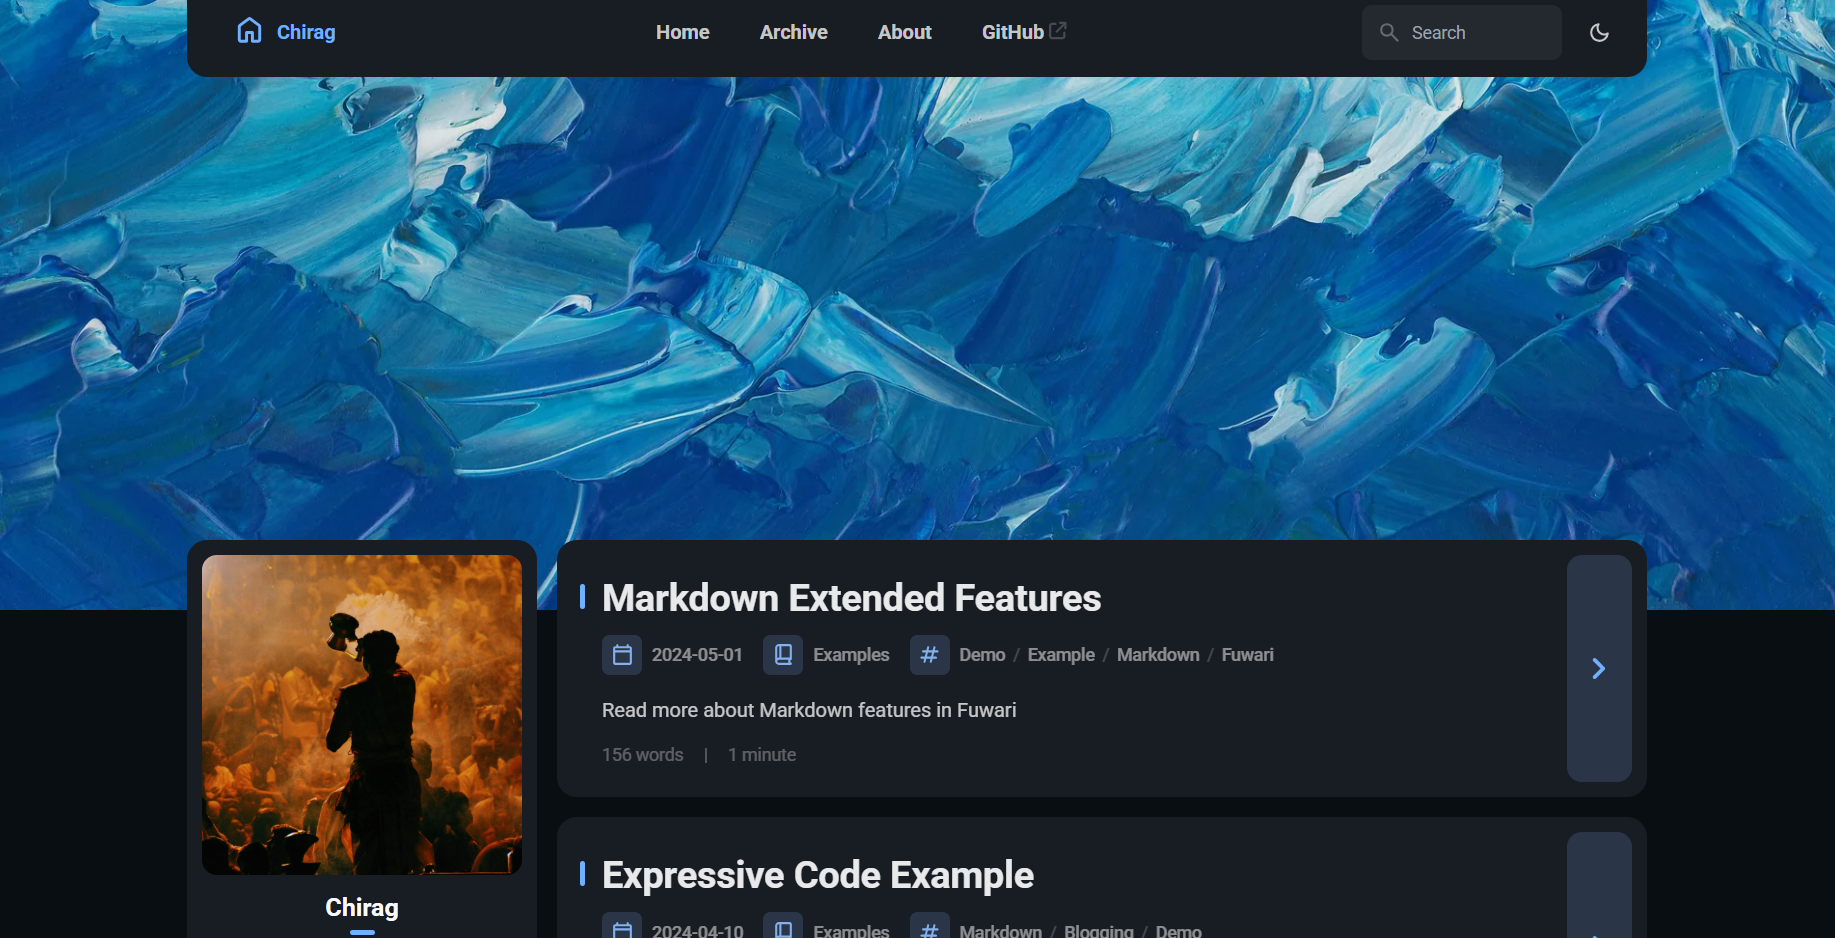 Chirag
Home Archive About GitHub
Search
Markdown Extended Features
2024-05-01 Examples Demo / Example / Markdown / Fuwari
Read more about Markdown features in Fuwari
156 words | 1 minute
Chirag
Expressive Code Example
2024-04-10 Examples Markdown / Blogging / Demo